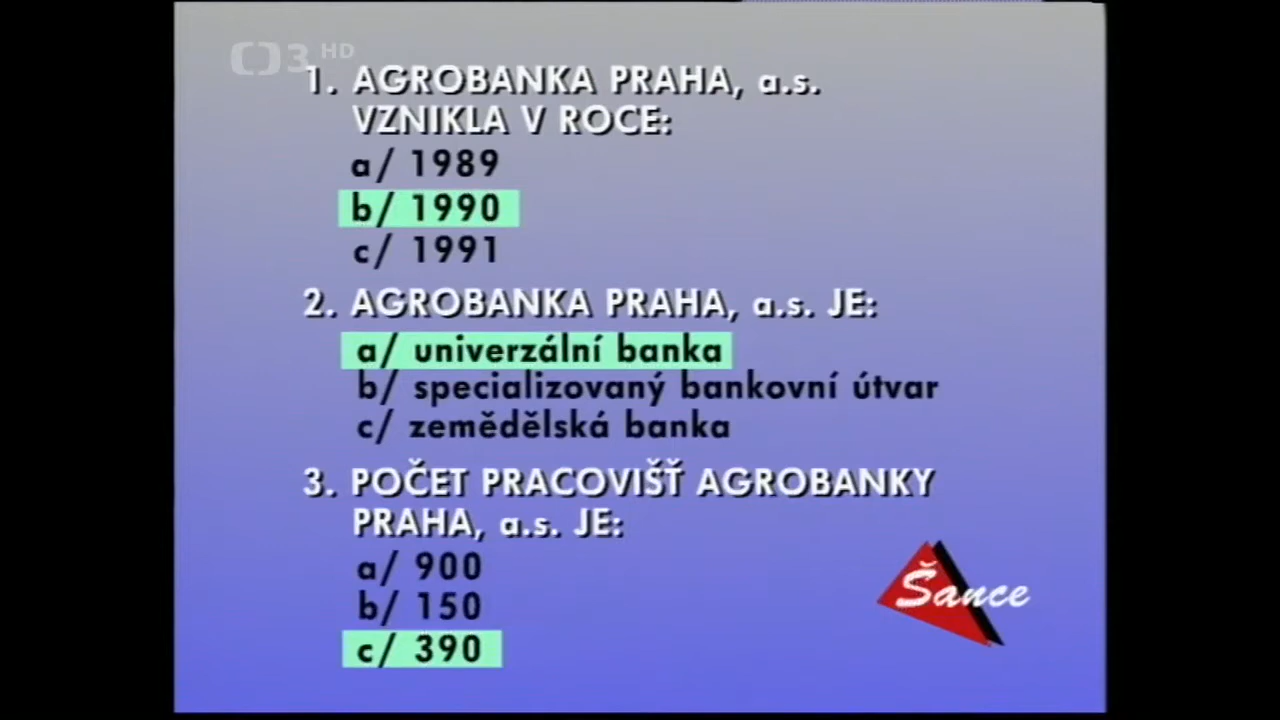 3 HD
1. AGROBANKA PRAHA, a.s.
VZNIKLA V ROCE:
a/ 1989
b/ 1990
c/ 1991
2. AGROBANKA PRAHA, a.s. JE:
a/ univerzální banka
b/ specializovaný bankovní útvar
c/ zemědělská banka
3. POČET PRACOVIŠŤ AGROBANKY
PRAHA, a.s. JE:
a/ 900
b/ 150
c/ 390
Šance